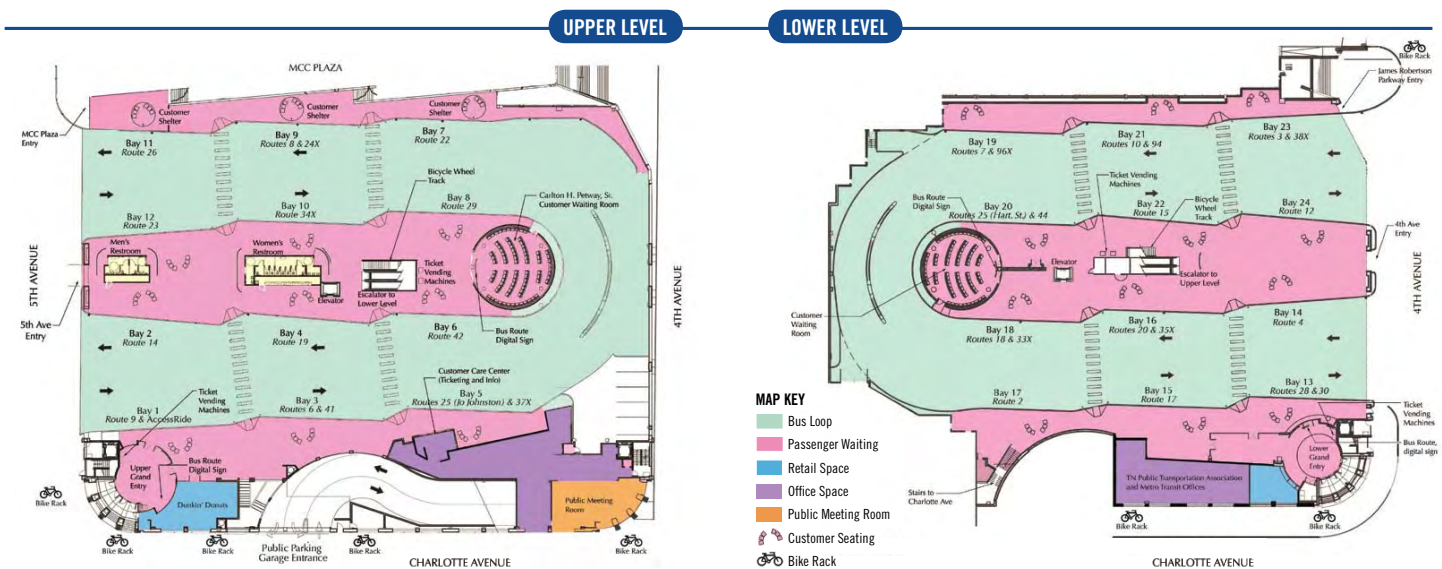 UPPER LEVEL
LOWER LEVEL
MCC PLAZA
Customer
Shelter
Customer
Shelter
Customer
Shelter
MCC Plaza
Entry
Bay 11
Route 26
Bay 9
Routes 8 & 24X
Bay 7
Route 22
Bicycle Wheel
Track
Carlton H. Petway, Sr.
Customer Waiting Room
Bay 12
Route 23
Bay 10
Route 34X
Bay 8
Route 29
Men's
Restroom
Women's
Restroom
Ticket
Vending
Machines
Elevator
Escalator to
Lower Level
5TH AVENUE
4TH AVENUE
5th Ave
Entry
Bay 2
Route 14
Bay 4
Route 19
Bay 6
Route 42
Bus Route
Digital Sign
Customer Care Center
(Ticketing and Info)
Ticket
Vending
Machines
Bay 1
Route 9 & AccessRide
Bay 3
Routes 6 & 41
Bay 5
Routes 25 (Jo Johnston) & 37X
Bus Route
Digital Sign
Upper
Grand
Entry
Dunkin' Donuts
Public Meeting
Room
Bike Rack
Bike Rack
Bike Rack
Bike Rack
Bike Rack
Public Parking
Garage Entrance
CHARLOTTE AVENUE
Bike Rack
James Robertson
Parkway Entry
Bay 19
Routes 7 & 96X
Bay 21
Routes 10 & 94
Bay 23
Routes 3 & 38X
Ticket Vending
Machines
Bus Route
Digital Sign
Bicycle
Wheel
Track
Bay 20
Routes 25 (Hart. St.) & 44
Bay 22
Route 15
Bay 24
Route 12
4th Ave
Entry
Elevator
Escalator to
Upper Level
4TH AVENUE
Customer
Waiting
Room
Bay 18
Routes 18 & 33X
Bay 16
Routes 20 & 35X
Bay 14
Route 4
Bay 17
Route 2
Bay 15
Route 17
Bay 13
Routes 28 & 30
Ticket
Vending
Machines
Bus Route,
digital sign
Lower
Grand
Entry
TN Public Transportation Association
and Metro Transit Offices
Stairs to
Charlotte Ave
Bike Rack
Bike Rack
CHARLOTTE AVENUE
MAP KEY
Bus Loop
Passenger Waiting
Retail Space
Office Space
Public Meeting Room
Customer Seating
Bike Rack